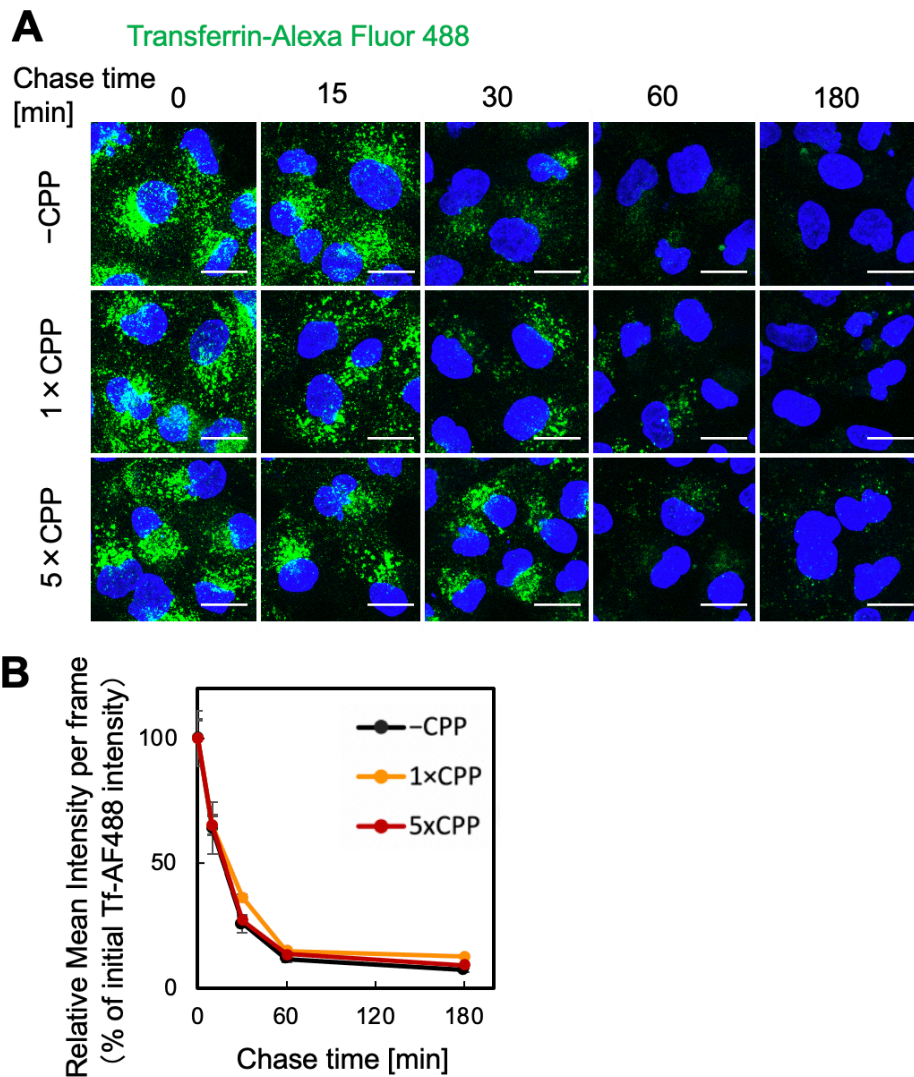 A
Transferrin-Alexa Fluor 488
Chase time
[min]
0 15 30 60 180
−CPP
1×CPP
5×CPP
B
Relative Mean Intensity per frame
(% of initial Tf-AF488 intensity)
100
50
0
−CPP
1×CPP
5xCPP
0 60 120 180
Chase time [min]